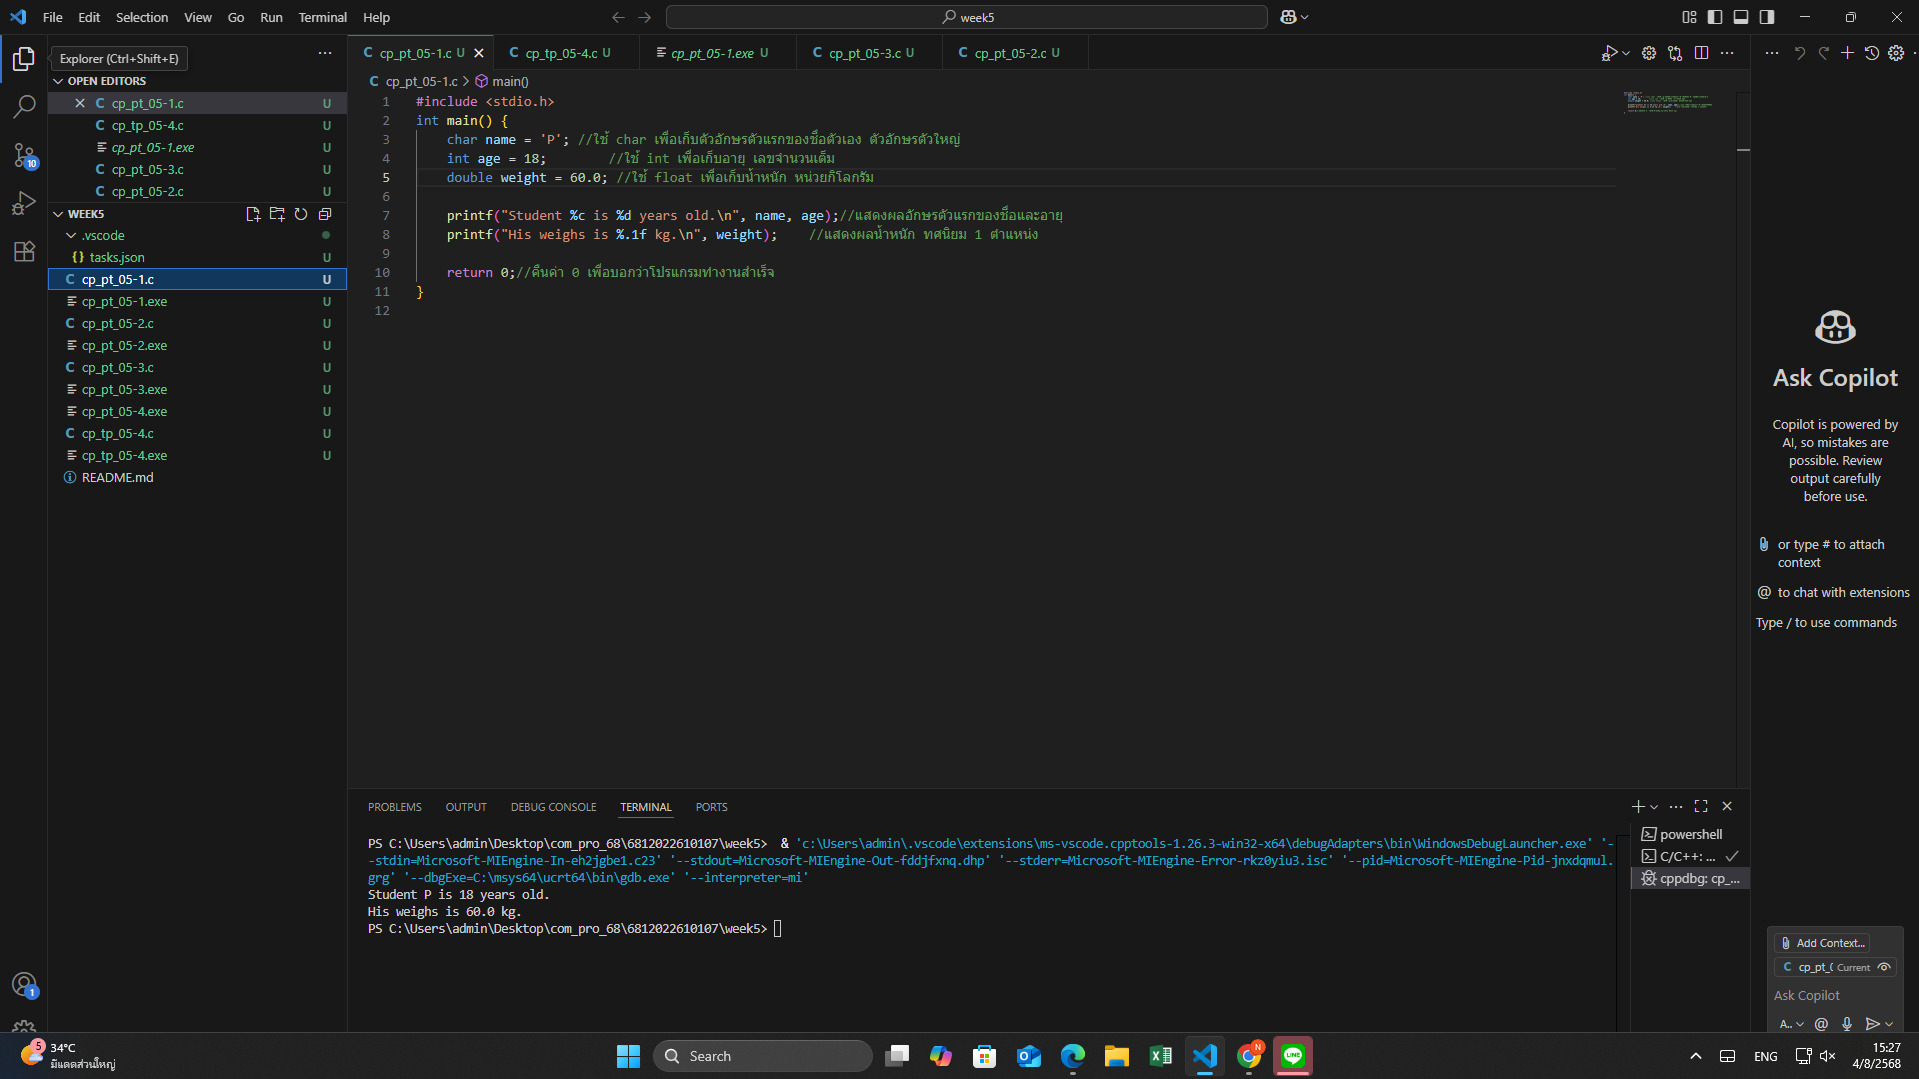 File Edit Selection View Go Run Terminal Help
week5
Explorer (Ctrl+Shift+E)
OPEN EDITORS
cp_pt_05-1.c U
cp_tp_05-4.c U
cp_pt_05-1.exe U
cp_pt_05-3.c U
cp_pt_05-2.c U
WEEK5
.vscode
{} tasks.json U
C cp_pt_05-1.c U
cp_pt_05-1.exe U
C cp_pt_05-2.c U
cp_pt_05-2.exe U
C cp_pt_05-3.c U
cp_pt_05-3.exe U
cp_pt_05-4.exe U
C cp_tp_05-4.c U
cp_tp_05-4.exe U
README.md
10
1
C cp_pt_05-1.c U C cp_tp_05-4.c U cp_pt_05-1.exe U C cp_pt_05-3.c U C cp_pt_05-2.c U
C cp_pt_05-1.c > main()
1 #include <stdio.h>
2 int main() {
3 char name = 'P'; //ใช้ char เพื่อเก็บตัวอักษรตัวแรกของชื่อตัวเอง ตัวอักษรตัวใหญ่
4 int age = 18; //ใช้ int เพื่อเก็บอายุ เลขจำนวนเต็ม
5 double weight = 60.0; //ใช้ float เพื่อเก็บน้ำหนัก หน่วยกิโลกรัม
6
7 printf("Student %c is %d years old.\n", name, age);//แสดงผลอักษรตัวแรกของชื่อและอายุ
8 printf("His weighs is %.1f kg.\n", weight); //แสดงผลน้ำหนัก ทศนิยม 1 ตำแหน่ง
9
10 return 0;//คืนค่า 0 เพื่อบอกว่าโปรแกรมทำงานสำเร็จ
11 }
12
PROBLEMS OUTPUT DEBUG CONSOLE TERMINAL PORTS
PS C:\Users\admin\Desktop\com_pro_68\6812022610107\week5> & 'c:\Users\admin\.vscode\extensions\ms-vscode.cpptools-1.26.3-win32-x64\debugAdapters\bin\WindowsDebugLauncher.exe' '-
-stdin=Microsoft-MIEngine-In-eh2jgbe1.c23' '--stdout=Microsoft-MIEngine-Out-fddjfxnq.dhp' '--stderr=Microsoft-MIEngine-Error-rkz0yiu3.isc' '--pid=Microsoft-MIEngine-Pid-jnxdqmul.
grg' '--dbgExe=C:\msys64\ucrt64\bin\gdb.exe' '--interpreter=mi'
Student P is 18 years old.
His weighs is 60.0 kg.
PS C:\Users\admin\Desktop\com_pro_68\6812022610107\week5>
powershell
C/C++: ...
cppdbg: cp_...
Ask Copilot
Copilot is powered by
AI, so mistakes are
possible. Review
output carefully
before use.
or type # to attach
context
@ to chat with extensions
Type / to use commands
Add Context...
C cp_pt_( Current
Ask Copilot
A..
5
34°C
มีแดดส่วนใหญ่
Search
N
LINE
ENG
15:27
4/8/2568